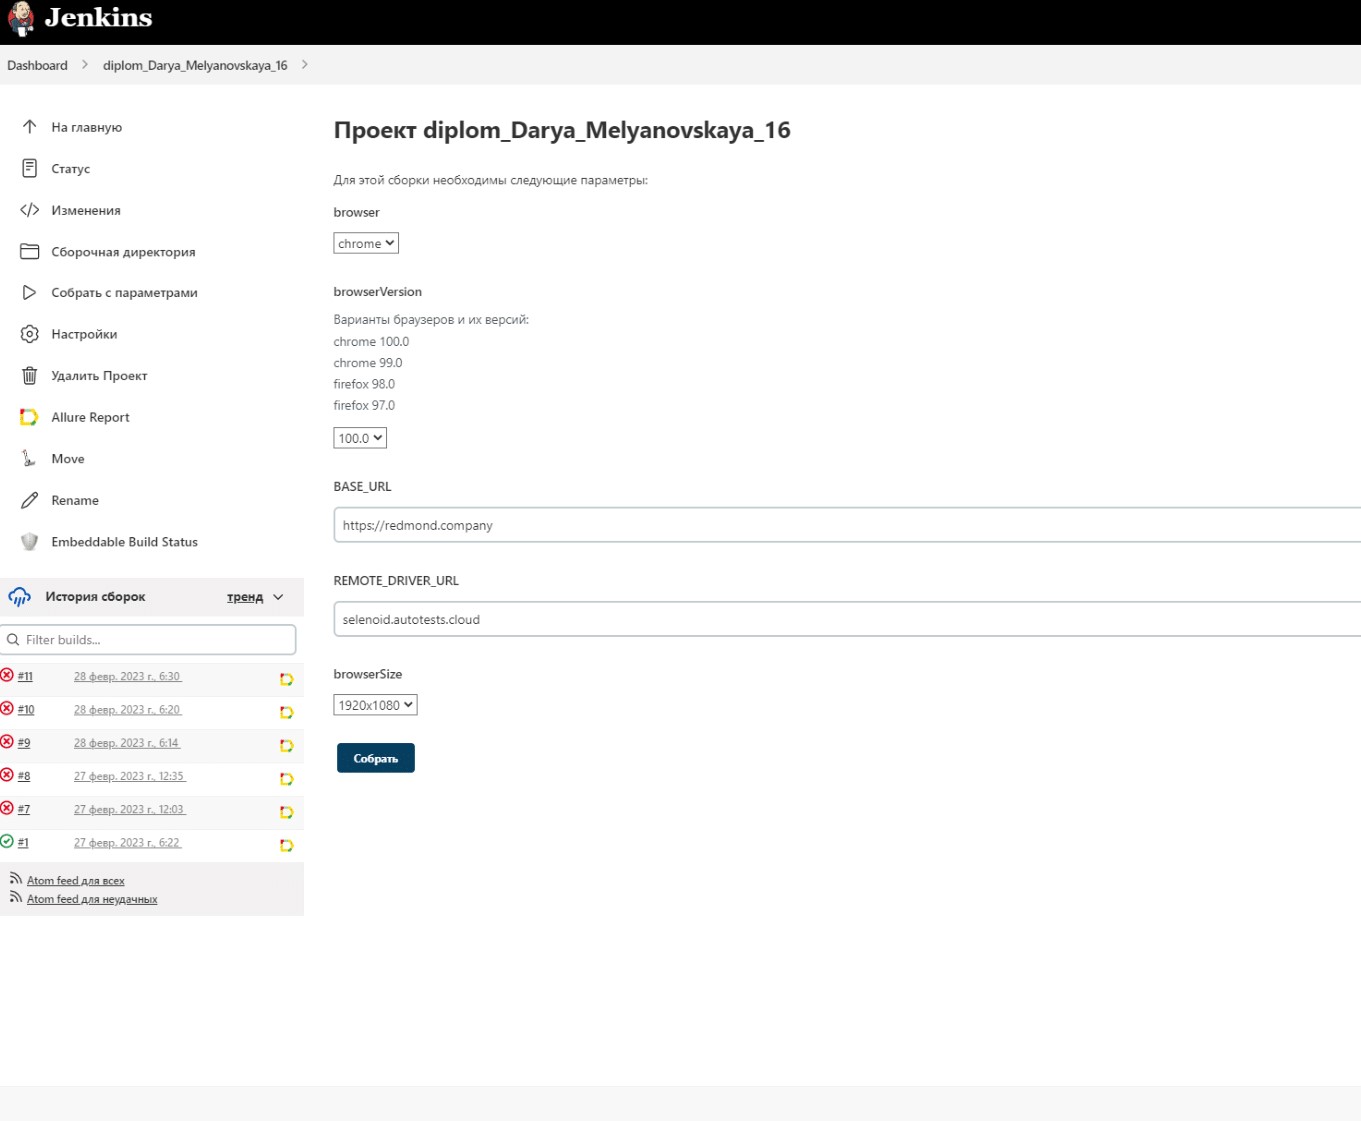 Jenkins
Dashboard
diplom_Darya_Melyanovskaya_16
На главную
Статус
Изменения
Сборочная директория
Собрать с параметрами
Настройки
Удалить Проект
Allure Report
Move
Rename
Embeddable Build Status
История сборок тренд
Filter builds...
#11 28 февр. 2023 г., 6:30
#10 28 февр. 2023 г., 6:20
#9 28 февр. 2023 г., 6:14
#8 27 февр. 2023 г., 12:35
#7 27 февр. 2023 г., 12:03
#1 27 февр. 2023 г., 6:22
Atom feed для всех
Atom feed для неудачных
Проект diplom_Darya_Melyanovskaya_16
Для этой сборки необходимы следующие параметры:
browser
chrome
browserVersion
Варианты браузеров и их версий:
chrome 100.0
chrome 99.0
firefox 98.0
firefox 97.0
100.0
BASE_URL
https://redmond.company
REMOTE_DRIVER_URL
selenoid.autotests.cloud
browserSize
1920x1080
Собрать